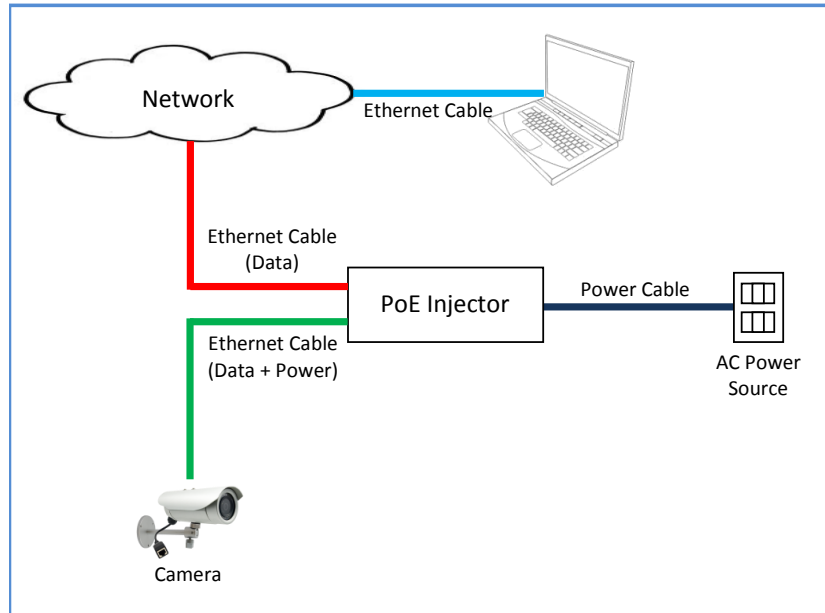 Network
Ethernet Cable
Ethernet Cable
(Data)
PoE Injector
Power Cable
Ethernet Cable
(Data + Power)
AC Power
Source
Camera